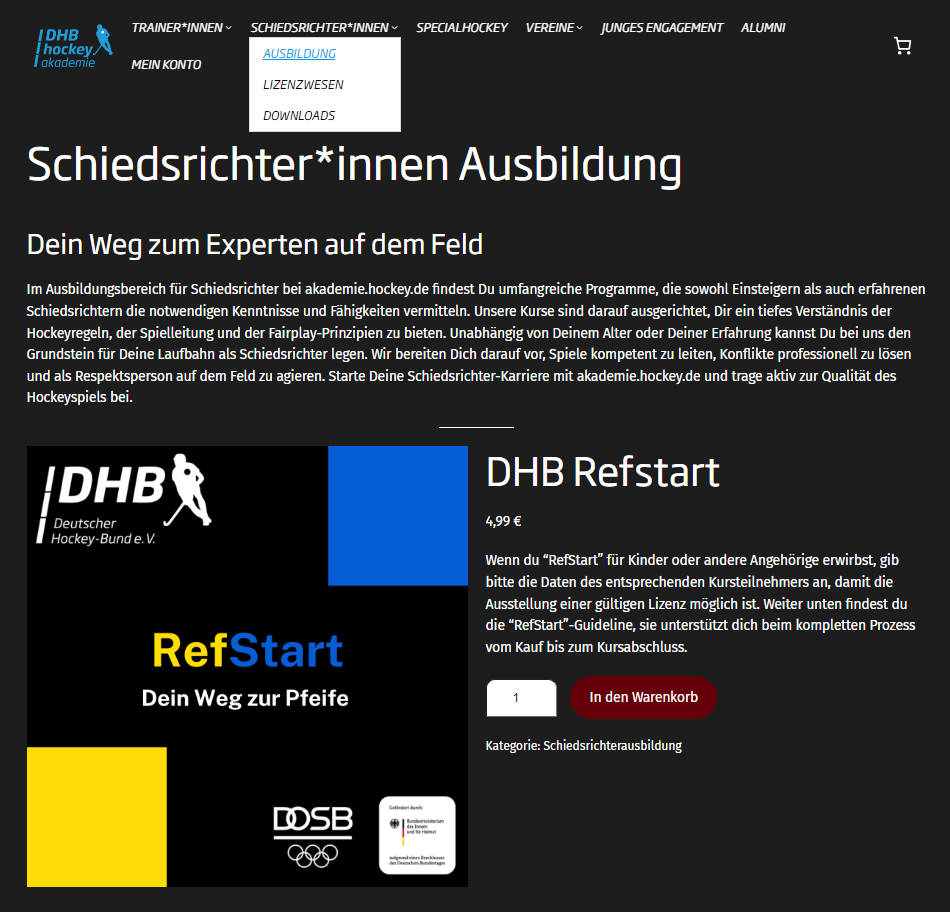 DHB
hockey
akademie
TRAINER*INNEN
SCHIEDSRICHTER*INNEN
SPECIALHOCKEY
VEREINE
JUNGES ENGAGEMENT
ALUMNI
MEIN KONTO
AUSBILDUNG
LIZENZWESEN
DOWNLOADS
Schiedsrichter*innen Ausbildung
Dein Weg zum Experten auf dem Feld
Im Ausbildungsbereich für Schiedsrichter bei akademie.hockey.de findest Du umfangreiche Programme, die sowohl Einsteigern als auch erfahrenen
Schiedsrichtern die notwendigen Kenntnisse und Fähigkeiten vermitteln. Unsere Kurse sind darauf ausgerichtet, Dir ein tiefes Verständnis der
Hockeyregeln, der Spielleitung und der Fairplay-Prinzipien zu bieten. Unabhängig von Deinem Alter oder Deiner Erfahrung kannst Du bei uns den
Grundstein für Deine Laufbahn als Schiedsrichter legen. Wir bereiten Dich darauf vor, Spiele kompetent zu leiten, Konflikte professionell zu lösen
und als Respektsperson auf dem Feld zu agieren. Starte Deine Schiedsrichter-Karriere mit akademie.hockey.de und trage aktiv zur Qualität des
Hockeyspiels bei.
DHB
Deutscher
Hockey-Bund e.V.
RefStart
Dein Weg zur Pfeife
DOSB
Gefördert durch:
Bundesministerium
des Innern
und für Heimat
aufgrund eines Beschlusses
des Deutschen Bundestages
DHB Refstart
4,99 €
Wenn du “RefStart” für Kinder oder andere Angehörige erwirbst, gib
bitte die Daten des entsprechenden Kursteilnehmers an, damit die
Ausstellung einer gültigen Lizenz möglich ist. Weiter unten findest du
die “RefStart”-Guideline, sie unterstützt dich beim kompletten Prozess
vom Kauf bis zum Kursabschluss.
1
In den Warenkorb
Kategorie: Schiedsrichterausbildung